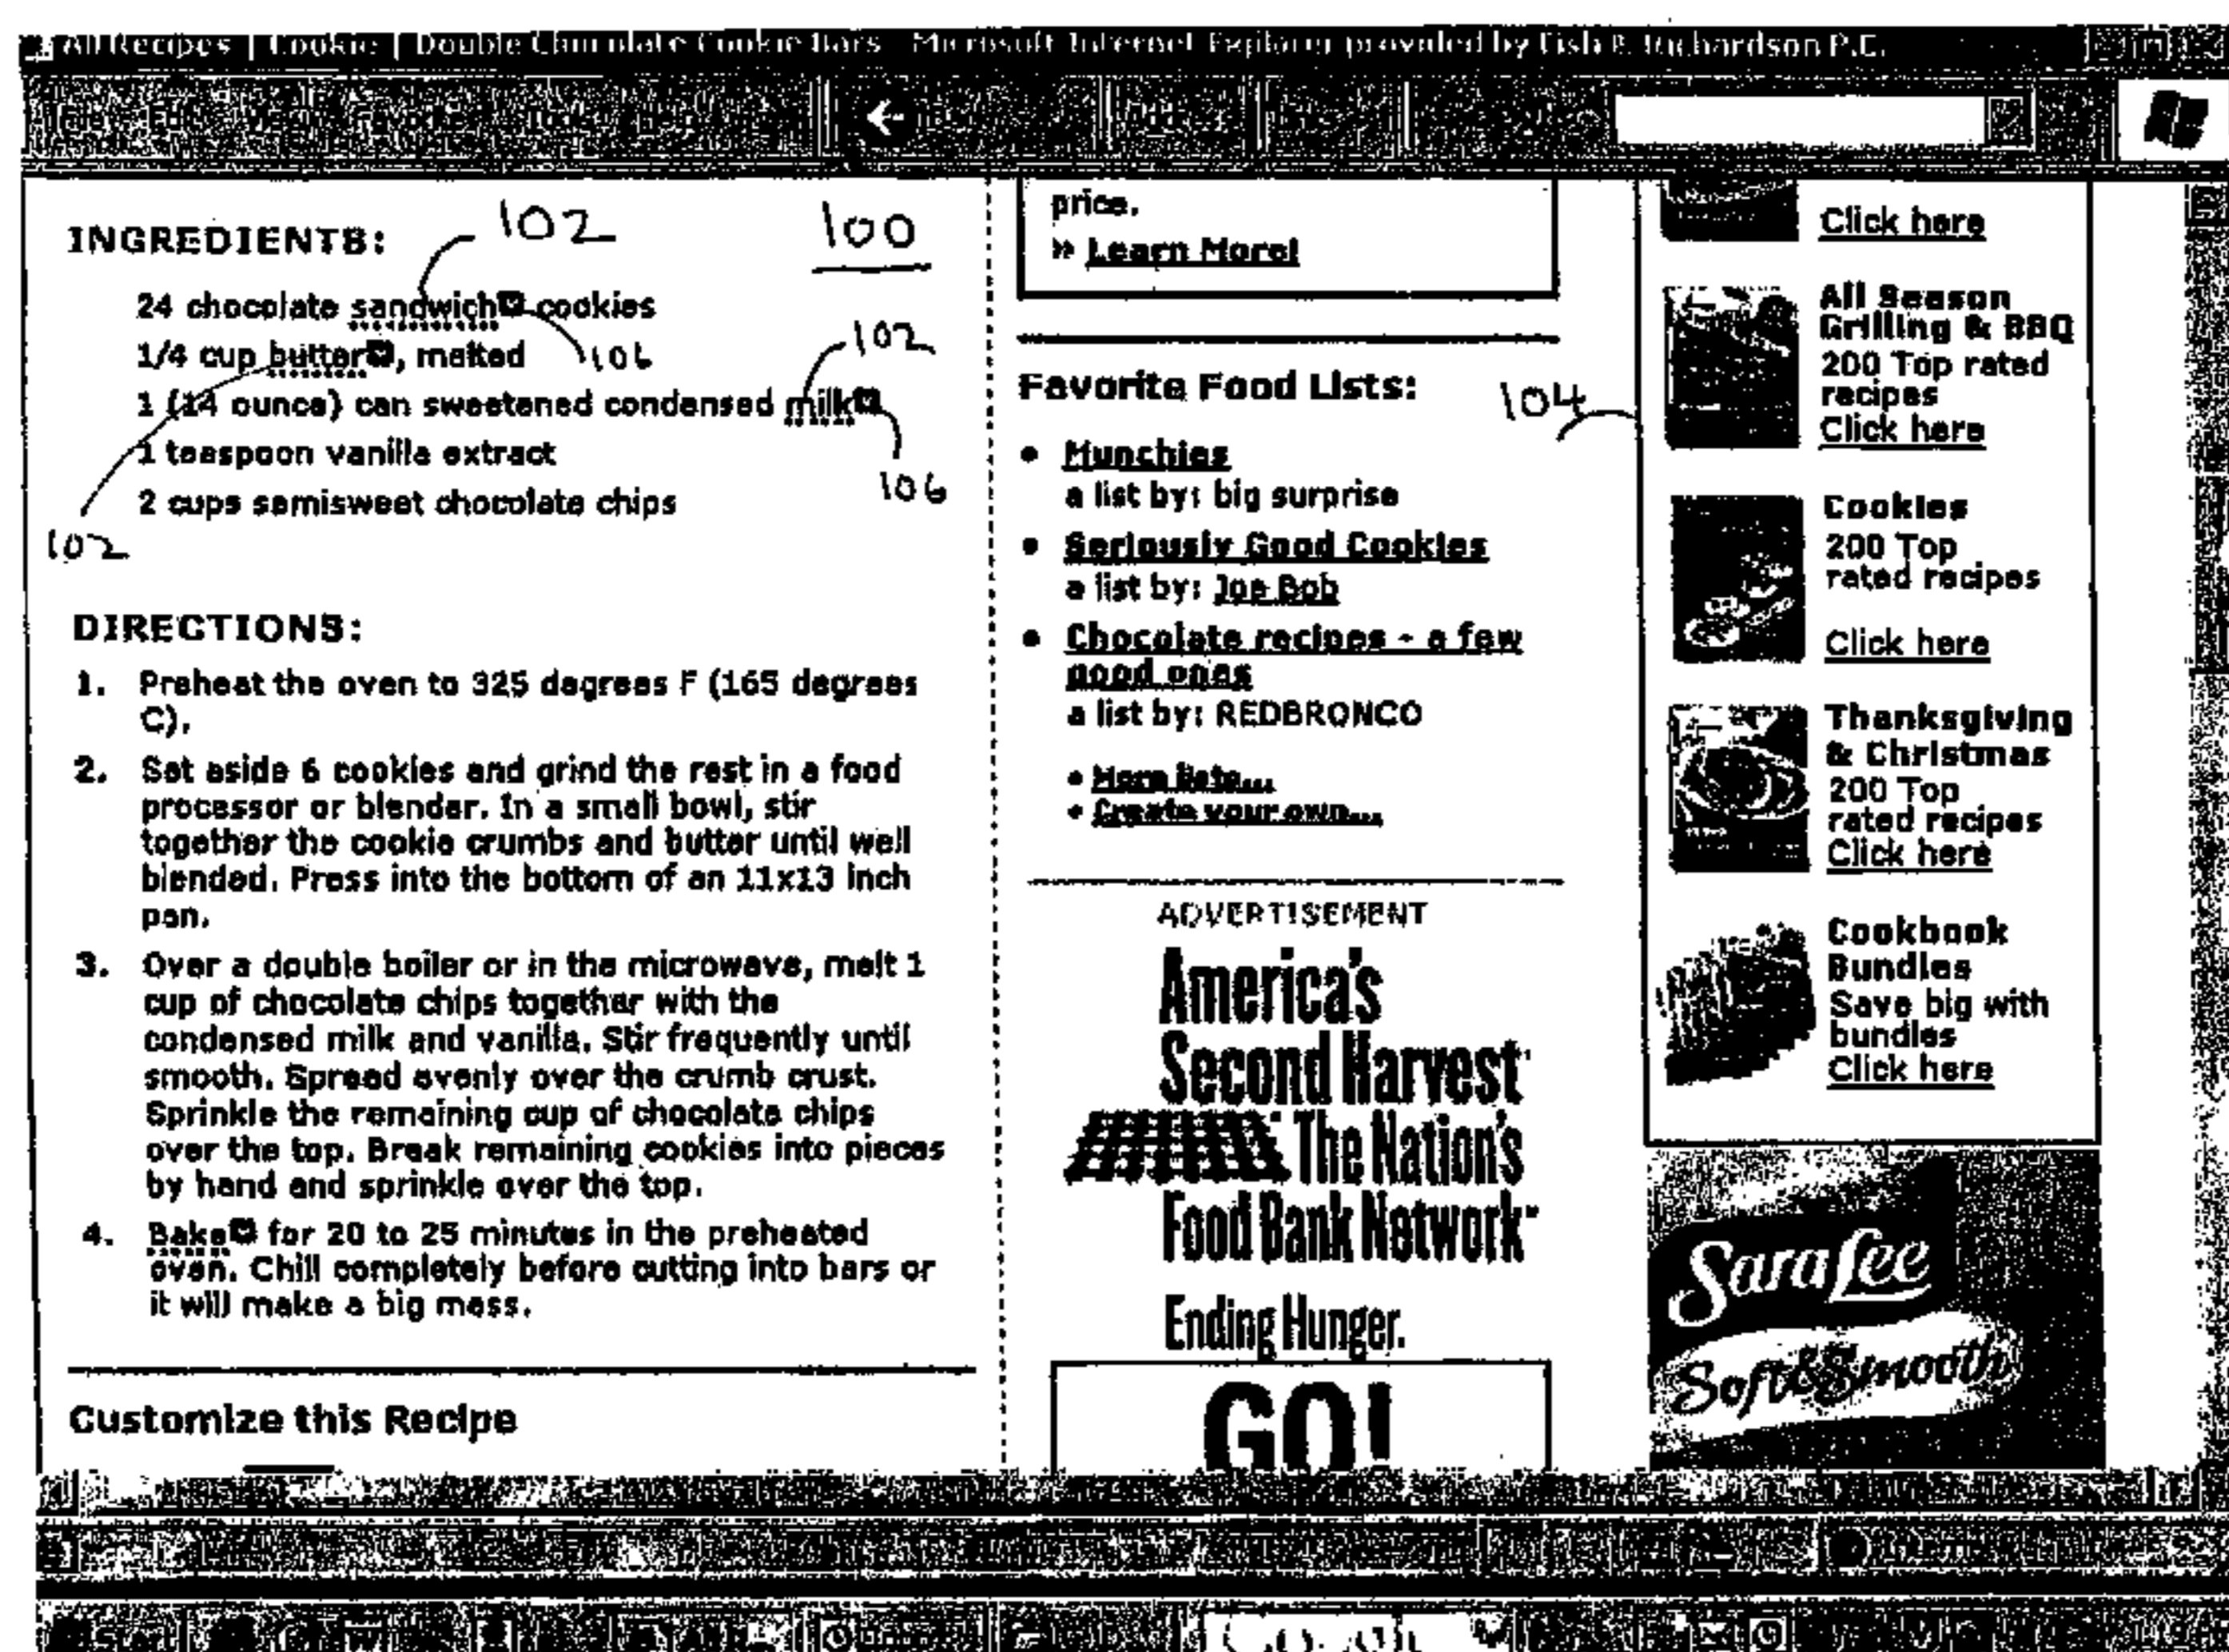 All Recipes | Cookie | Double Chocolate Cookie Bars - Microsoft Internet Explorer provided by Fish & Richardson P.C.
INGREDIENTS:
102
100
24 chocolate sandwich cookies
106
1/4 cup butter, melted
102
1 (14 ounce) can sweetened condensed milk
106
1 teaspoon vanilla extract
2 cups semisweet chocolate chips
102
DIRECTIONS:
1. Preheat the oven to 325 degrees F (165 degrees
C).
2. Set aside 6 cookies and grind the rest in a food
processor or blender. In a small bowl, stir
together the cookie crumbs and butter until well
blended. Press into the bottom of an 11x13 inch
pan.
3. Over a double boiler or in the microwave, melt 1
cup of chocolate chips together with the
condensed milk and vanilla. Stir frequently until
smooth. Spread evenly over the crumb crust.
Sprinkle the remaining cup of chocolate chips
over the top. Break remaining cookies into pieces
by hand and sprinkle over the top.
4. Bake for 20 to 25 minutes in the preheated
oven. Chill completely before cutting into bars or
it will make a big mess.
Customize this Recipe
price.
» Learn More!
Favorite Food Lists:
• Munchies
a list by: big surprise
• Seriously Good Cookies
a list by: Joe Bob
• Chocolate recipes - a few
good ones
a list by: REDBRONCO
• More lists...
• Create your own...
ADVERTISEMENT
America's
Second Harvest
The Nation's
Food Bank Network
Ending Hunger.
GO!
104
Click here
All Season
Grilling & BBQ
200 Top rated
recipes
Click here
Cookies
200 Top
rated recipes
Click here
Thanksgiving
& Christmas
200 Top
rated recipes
Click here
Cookbook
Bundles
Save big with
bundles
Click here
Sara Lee
Soft & Smooth
Start